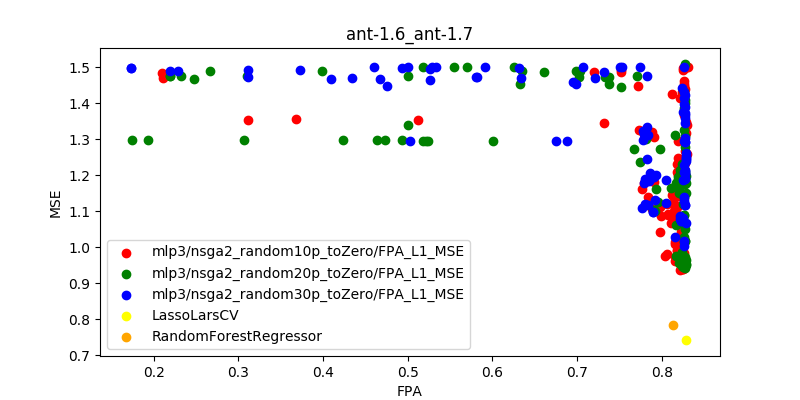 ant-1.6_ant-1.7
MSE
1.5
1.4
1.3
1.2
1.1
1.0
0.9
0.8
0.7
mlp3/nsga2_random10p_toZero/FPA_L1_MSE
mlp3/nsga2_random20p_toZero/FPA_L1_MSE
mlp3/nsga2_random30p_toZero/FPA_L1_MSE
LassoLarsCV
RandomForestRegressor
0.2 0.3 0.4 0.5 0.6 0.7 0.8
FPA